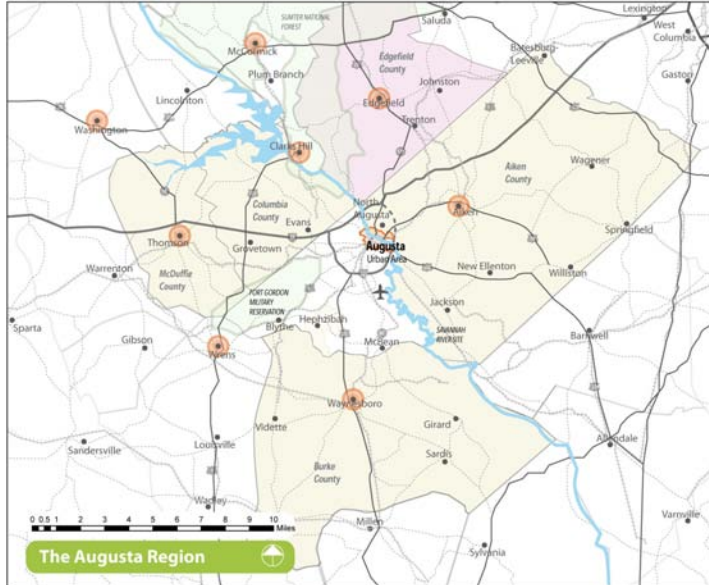 Lexington
SUMTER NATIONAL
FOREST
Saluda
West
Columbia
McCormick
Edgefield
County
Batesburg-
Leeville
Plum Branch
Johnston
Gaston
Lincolnton
Edgefield
Washington
Trenton
Clarks Hill
Wagener
Aiken
County
Columbia
County
North
Augusta
Aiken
Evans
Springfield
Thomson
Grovetown
Augusta
Urban Area
Warrenton
McDuffie
County
New Ellenton
Williston
FORT GORDON
MILITARY
RESERVATION
Jackson
Sparta
Blythe
Hephzibah
SAVANNAH
RIVER SITE
Barnwell
Gibson
Wrens
McBean
Waynesboro
Vidette
Girard
Sandersville
Louisville
Allendale
Sardis
Burke
County
Wadley
Millen
Varnville
Sylvania
0 0.5 1 2 3 4 5 6 7 8 9 10
Miles
The Augusta Region